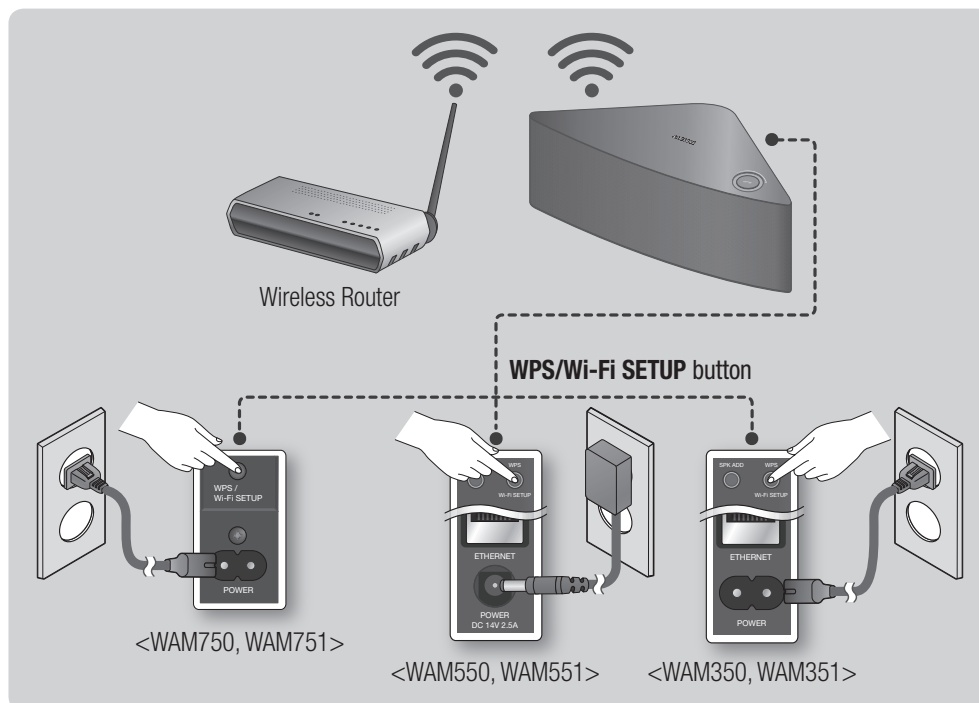 Wireless Router
WPS/Wi-Fi SETUP button
WPS /
Wi-Fi SETUP
POWER
<WAM750, WAM751>
WPS
Wi-Fi SETUP
ETHERNET
POWER
DC 14V 2.5A
<WAM550, WAM551>
SPK ADD WPS
Wi-Fi SETUP
ETHERNET
POWER
<WAM350, WAM351>